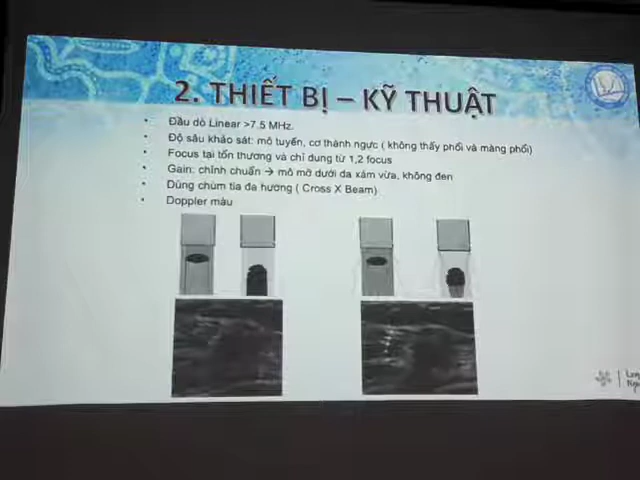 2. THIẾT BỊ – KỸ THUẬT
• Đầu dò Linear >7.5 MHz.
• Độ sâu khảo sát: mô tuyến, cơ thành ngực ( không thấy phổi và màng phổi)
• Focus tại tổn thương và chỉ dung từ 1,2 focus
• Gain: chỉnh chuẩn → mô mỡ dưới da xám vừa, không đen
• Dùng chùm tia đa hướng ( Cross X Beam)
• Doppler màu